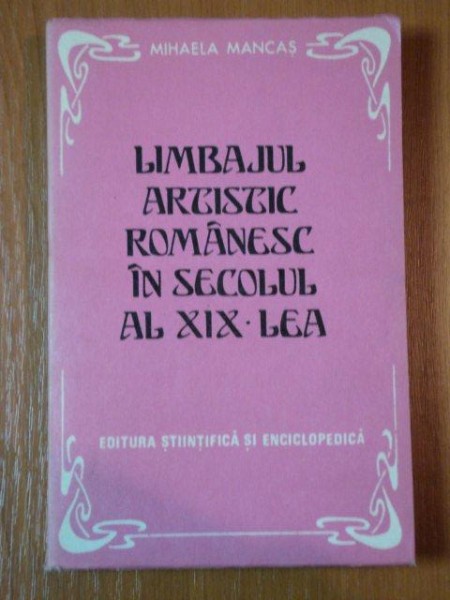 MIHAELA MANCAȘ
LIMBAJUL
ARTISTIC
ROMÂNESC
ÎN SECOLUL
AL XIX·LEA
EDITURA ȘTIINȚIFICĂ ȘI ENCICLOPEDICĂ